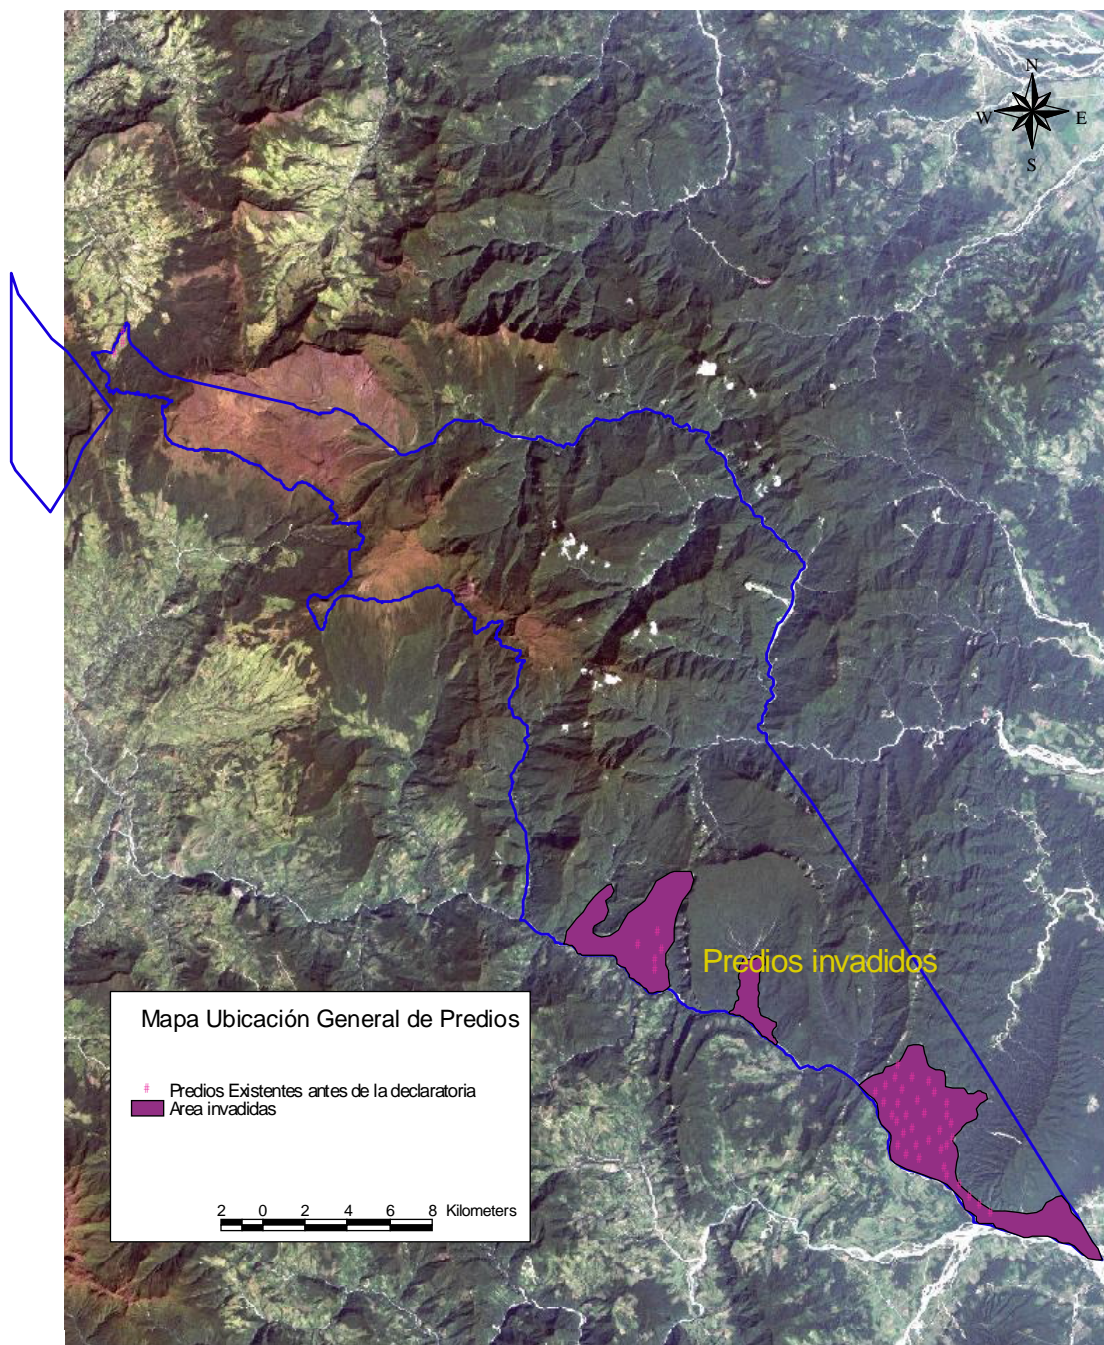 N
W E
S
Predios invadidos
Mapa Ubicación General de Predios
# Predios Existentes antes de la declaratoria
Area invadidas
2 0 2 4 6 8 Kilometers